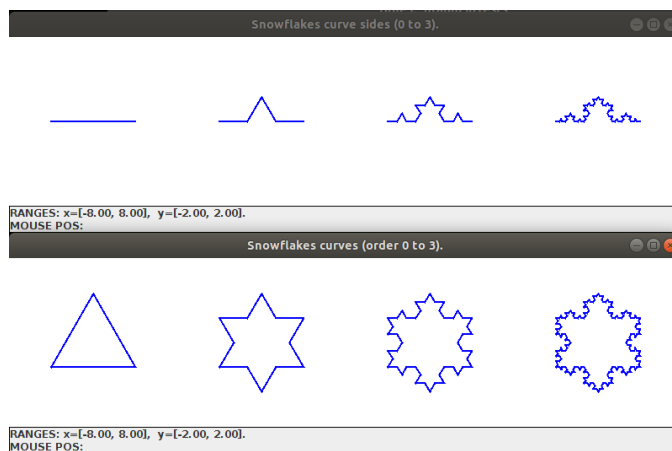 Snowflakes curve sides (0 to 3).
RANGES: x=[-8.00, 8.00], y=[-2.00, 2.00].
MOUSE POS:
Snowflakes curves (order 0 to 3).
RANGES: x=[-8.00, 8.00], y=[-2.00, 2.00].
MOUSE POS: